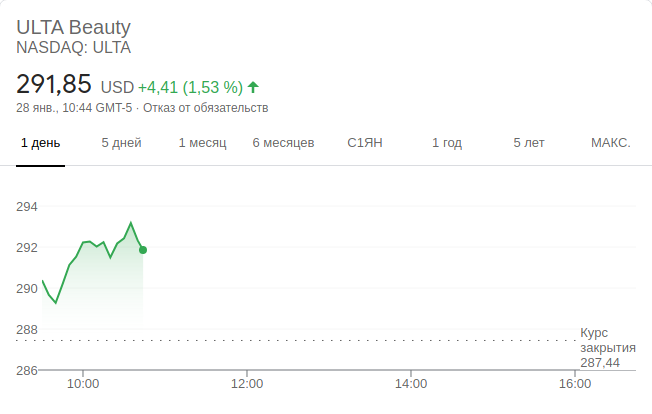 ULTA Beauty
NASDAQ: ULTA
291,85 USD +4,41 (1,53 %)
28 янв., 10:44 GMT-5 · Отказ от обязательств
1 день 5 дней 1 месяц 6 месяцев С1ЯН 1 год 5 лет МАКС.
294
292
290
288
Курс
закрытия
287,44
286
10:00 12:00 14:00 16:00